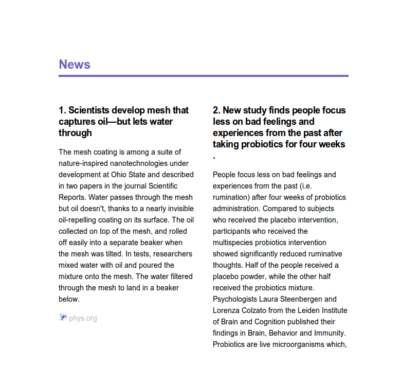 News
1. Scientists develop mesh that
captures oil—but lets water
through
The mesh coating is among a suite of
nature-inspired nanotechnologies under
development at Ohio State and described
in two papers in the journal Scientific
Reports. Water passes through the mesh
but oil doesn't, thanks to a nearly invisible
oil-repelling coating on its surface. The oil
collected on top of the mesh, and rolled
off easily into a separate beaker when
the mesh was tilted. In tests, researchers
mixed water with oil and poured the
mixture onto the mesh. The water filtered
through the mesh to land in a beaker
below.
phys.org
2. New study finds people focus
less on bad feelings and
experiences from the past after
taking probiotics for four weeks
.
People focus less on bad feelings and
experiences from the past (i.e.
rumination) after four weeks of probiotics
administration. Compared to subjects
who received the placebo intervention,
participants who received the
multispecies probiotics intervention
showed significantly reduced ruminative
thoughts. Half of the people received a
placebo powder, while the other half
received the probiotics mixture.
Psychologists Laura Steenbergen and
Lorenza Colzato from the Leiden Institute
of Brain and Cognition published their
findings in Brain, Behavior and Immunity.
Probiotics are live microorganisms which,